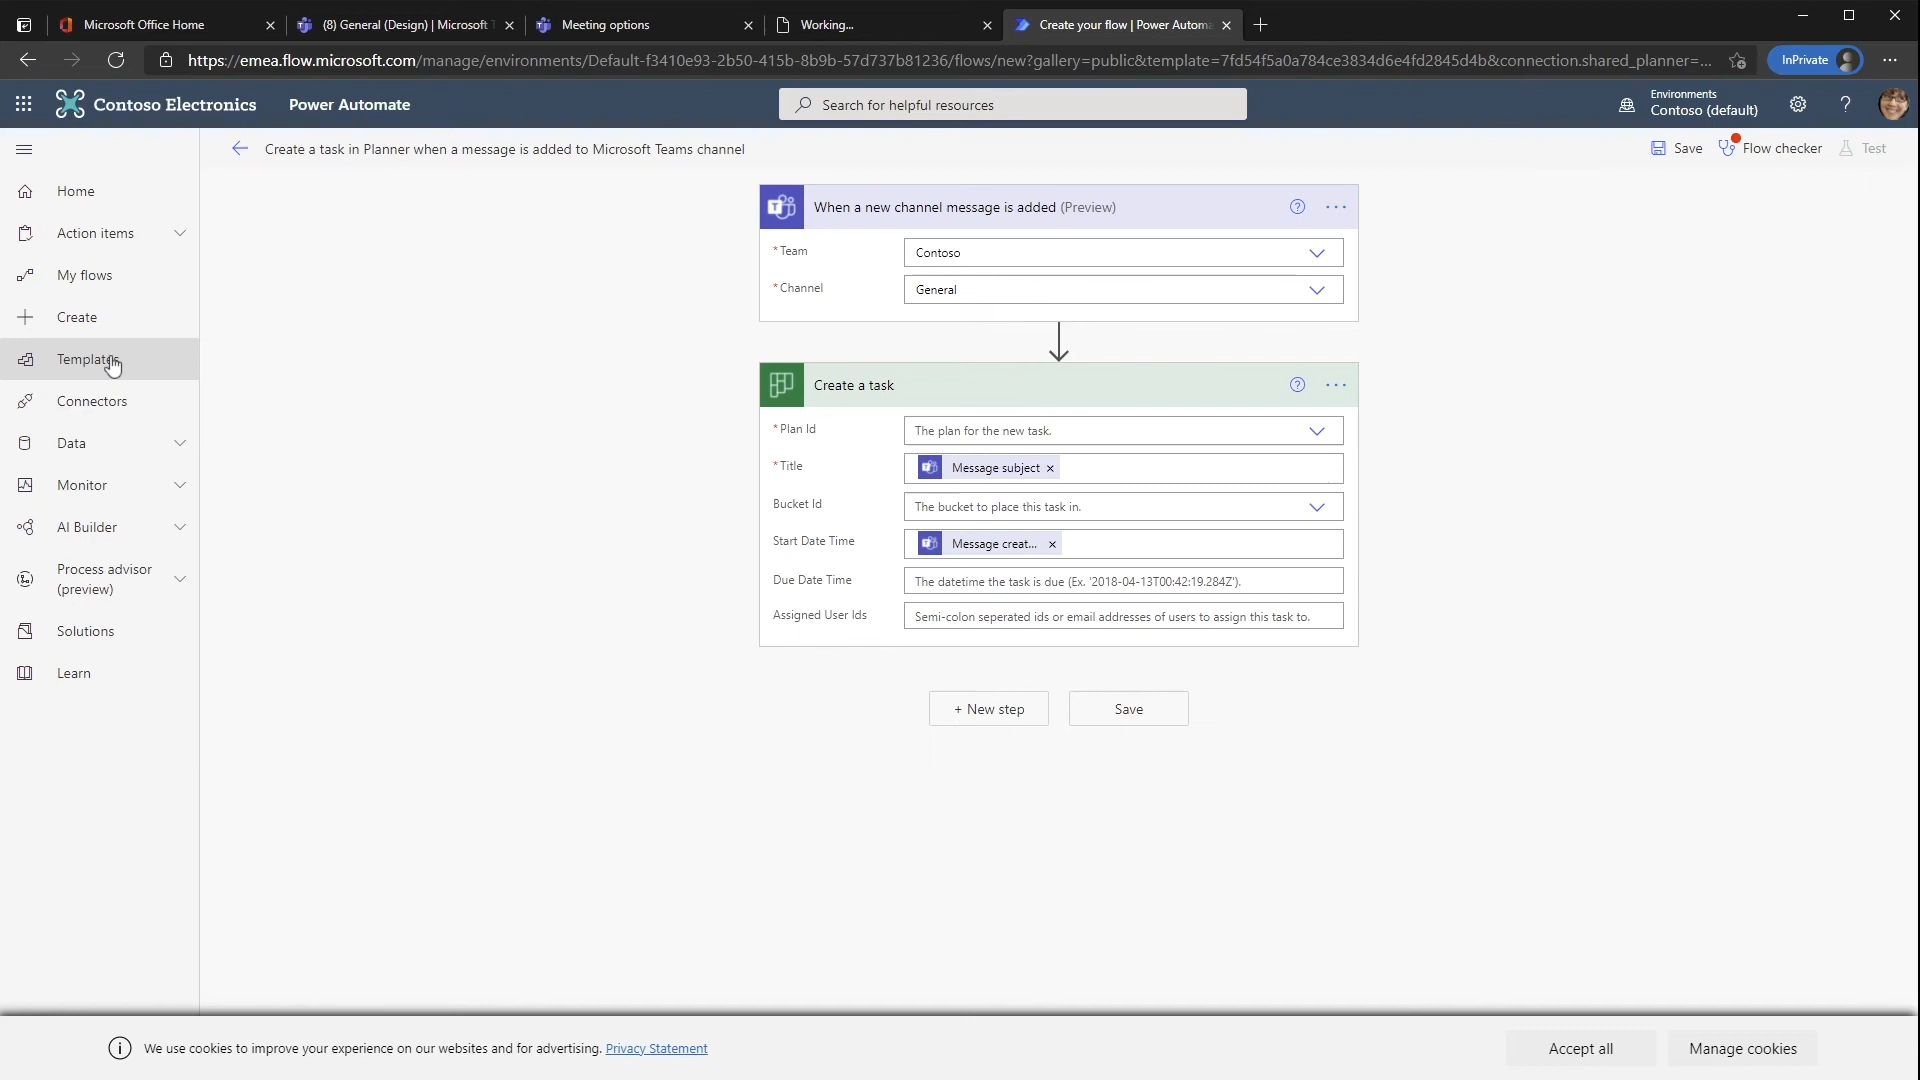 Microsoft Office Home
(8) General (Design) | Microsoft T
Meeting options
Working...
Create your flow | Power Automa
https://emea.flow.microsoft.com/manage/environments/Default-f3410e93-2b50-415b-8b9b-57d737b81236/flows/new?gallery=public&template=7fd54f5a0a784ce3834d6e4fd2845d4b&connection.shared_planner=...
InPrivate
Contoso Electronics
Power Automate
Search for helpful resources
Environments
Contoso (default)
Create a task in Planner when a message is added to Microsoft Teams channel
Save
Flow checker
Test
Home
Action items
My flows
Create
Templates
Connectors
Data
Monitor
AI Builder
Process advisor
(preview)
Solutions
Learn
When a new channel message is added (Preview)
* Team
Contoso
* Channel
General
Create a task
* Plan Id
The plan for the new task.
* Title
Message subject
Bucket Id
The bucket to place this task in.
Start Date Time
Message creat...
Due Date Time
The datetime the task is due (Ex. '2018-04-13T00:42:19.284Z').
Assigned User Ids
Semi-colon seperated ids or email addresses of users to assign this task to.
+ New step
Save
We use cookies to improve your experience on our websites and for advertising. Privacy Statement
Accept all
Manage cookies